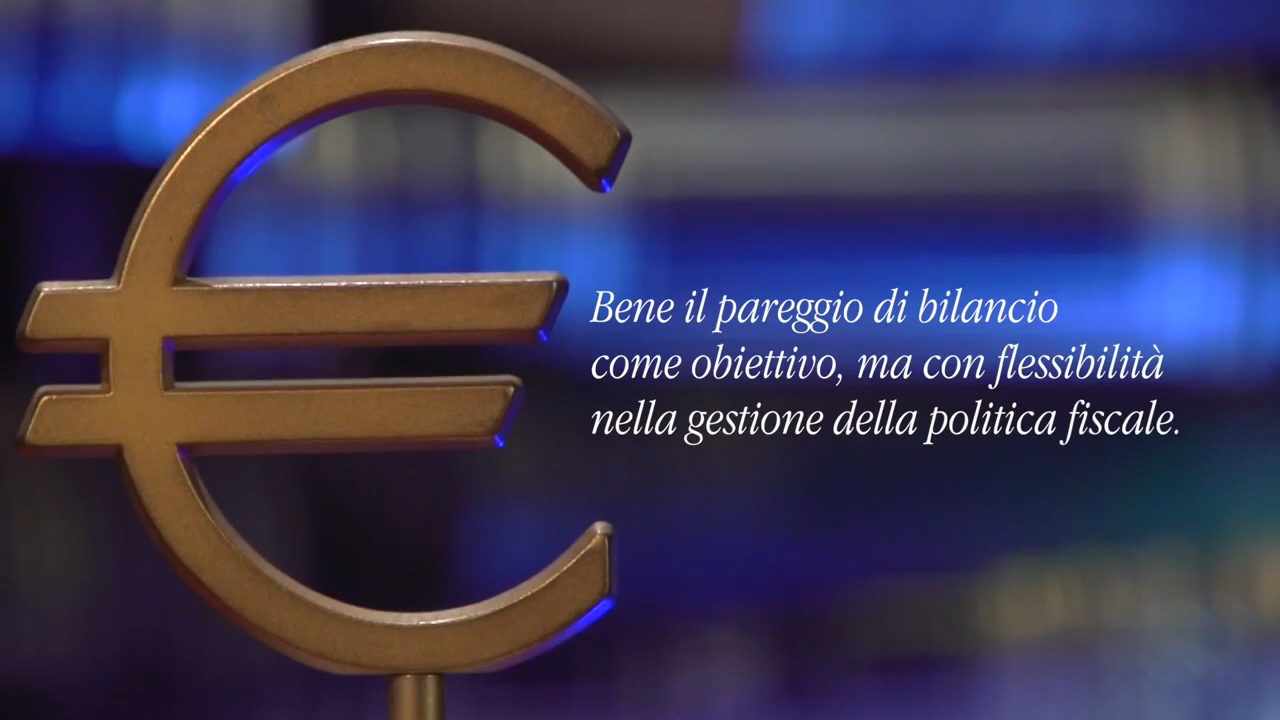 Bene il pareggio di bilancio
come obiettivo, ma con flessibilità
nella gestione della politica fiscale.